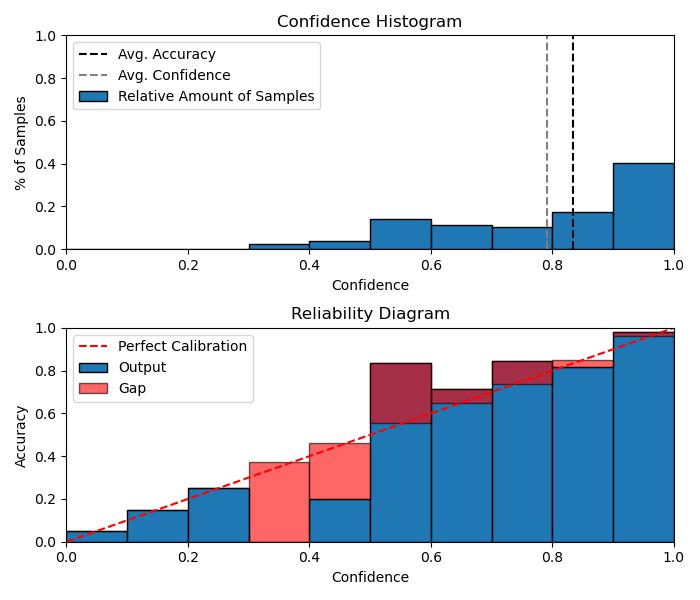 Confidence Histogram
1.0
0.8
0.6
0.4
0.2
0.0
% of Samples
Avg. Accuracy
Avg. Confidence
Relative Amount of Samples
0.0 0.2 0.4 0.6 0.8 1.0
Confidence
Reliability Diagram
1.0
0.8
0.6
0.4
0.2
0.0
Accuracy
Perfect Calibration
Output
Gap
0.0 0.2 0.4 0.6 0.8 1.0
Confidence